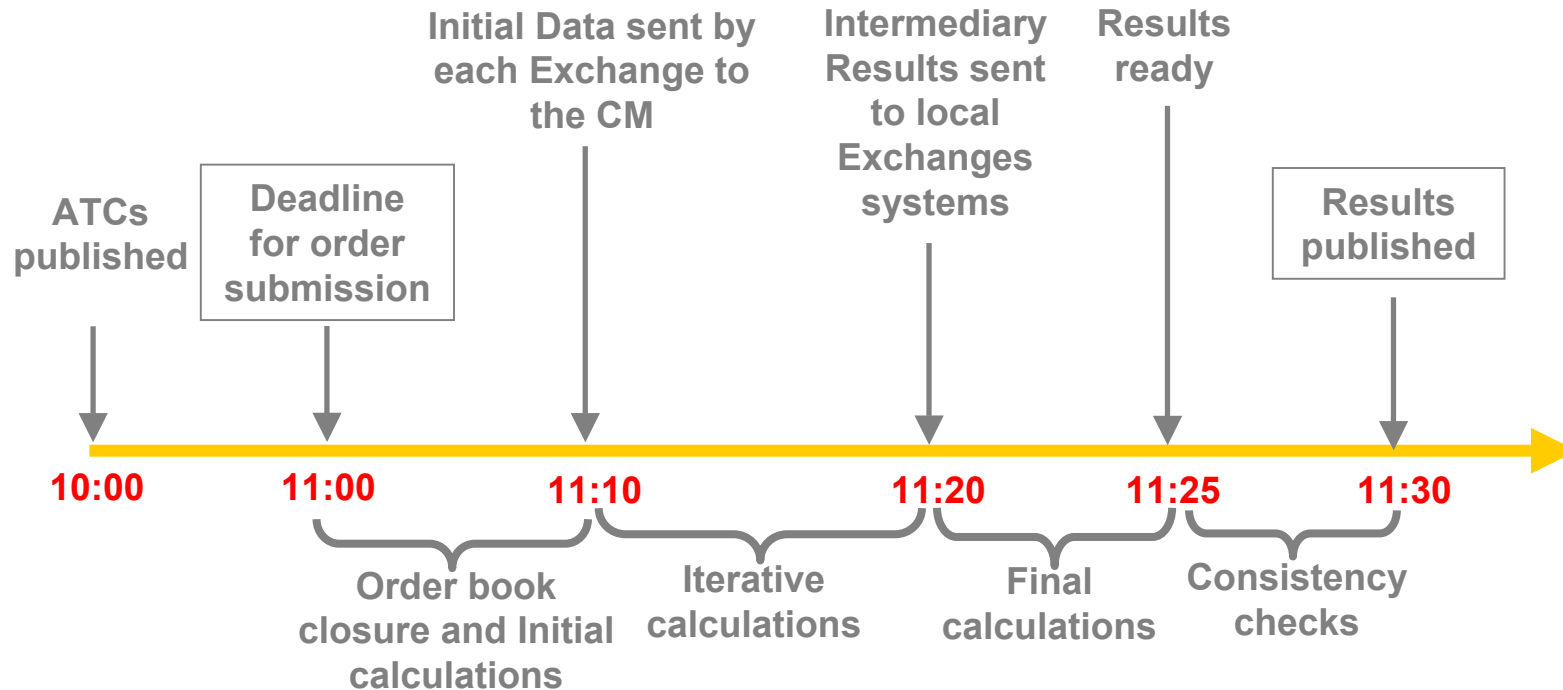 ATCs
published
Deadline
for order
submission
Initial Data sent by
each Exchange to
the CM
Intermediary
Results sent
to local
Exchanges
systems
Results
ready
Results
published
10:00
11:00
11:10
11:20
11:25
11:30
Order book
closure and Initial
calculations
Iterative
calculations
Final
calculations
Consistency
checks